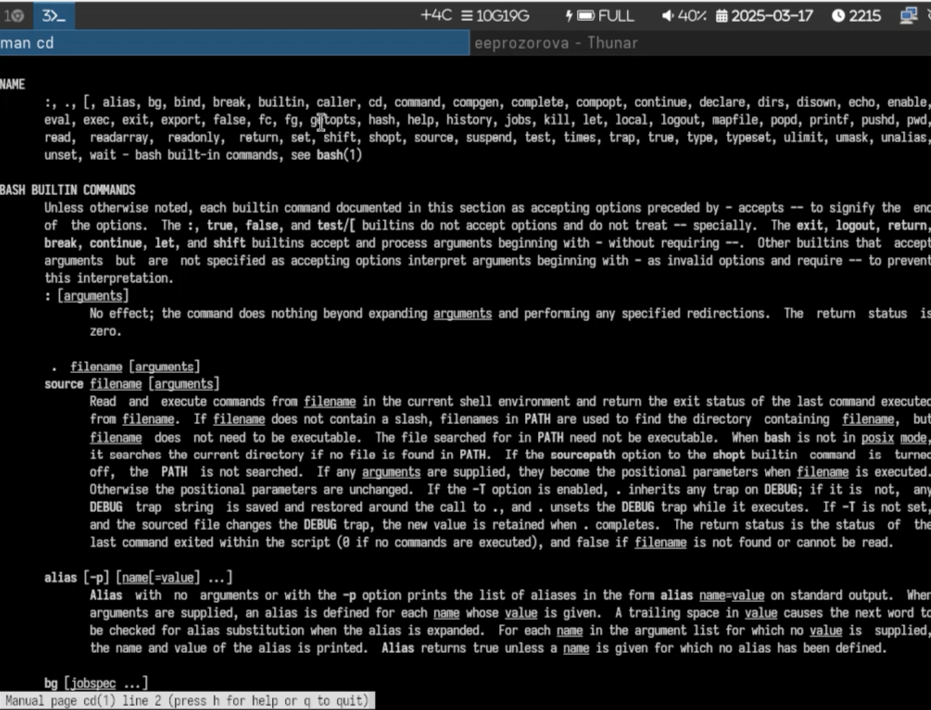 1
3>_
+4C ☰ 10G19G FULL 40% 2025-03-17 2215
man cd
eeprozorova - Thunar
NAME
:, ., [, alias, bg, bind, break, builtin, caller, cd, command, compgen, complete, compopt, continue, declare, dirs, disown, echo, enable,
eval, exec, exit, export, false, fc, fg, getopts, hash, help, history, jobs, kill, let, local, logout, mapfile, popd, printf, pushd, pwd,
read, readarray, readonly, return, set, shift, shopt, source, suspend, test, times, trap, true, type, typeset, ulimit, umask, unalias,
unset, wait - bash built-in commands, see bash(1)
BASH BUILTIN COMMANDS
Unless otherwise noted, each builtin command documented in this section as accepting options preceded by - accepts -- to signify the end
of the options. The :, true, false, and test/[ builtins do not accept options and do not treat -- specially. The exit, logout, return,
break, continue, let, and shift builtins accept and process arguments beginning with - without requiring --. Other builtins that accept
arguments but are not specified as accepting options interpret arguments beginning with - as invalid options and require -- to prevent
this interpretation.
: [arguments]
No effect; the command does nothing beyond expanding arguments and performing any specified redirections. The return status is
zero.
. filename [arguments]
source filename [arguments]
Read and execute commands from filename in the current shell environment and return the exit status of the last command executed
from filename. If filename does not contain a slash, filenames in PATH are used to find the directory containing filename, but
filename does not need to be executable. The file searched for in PATH need not be executable. When bash is not in posix mode,
it searches the current directory if no file is found in PATH. If the sourcepath option to the shopt builtin command is turned
off, the PATH is not searched. If any arguments are supplied, they become the positional parameters when filename is executed.
Otherwise the positional parameters are unchanged. If the -T option is enabled, . inherits any trap on DEBUG; if it is not, any
DEBUG trap string is saved and restored around the call to ., and . unsets the DEBUG trap while it executes. If -T is not set,
and the sourced file changes the DEBUG trap, the new value is retained when . completes. The return status is the status of the
last command exited within the script (0 if no commands are executed), and false if filename is not found or cannot be read.
alias [-p] [name[=value] ...]
Alias with no arguments or with the -p option prints the list of aliases in the form alias name=value on standard output. When
arguments are supplied, an alias is defined for each name whose value is given. A trailing space in value causes the next word to
be checked for alias substitution when the alias is expanded. For each name in the argument list for which no value is supplied,
the name and value of the alias is printed. Alias returns true unless a name is given for which no alias has been defined.
bg [jobspec ...]
Manual page cd(1) line 2 (press h for help or q to quit)